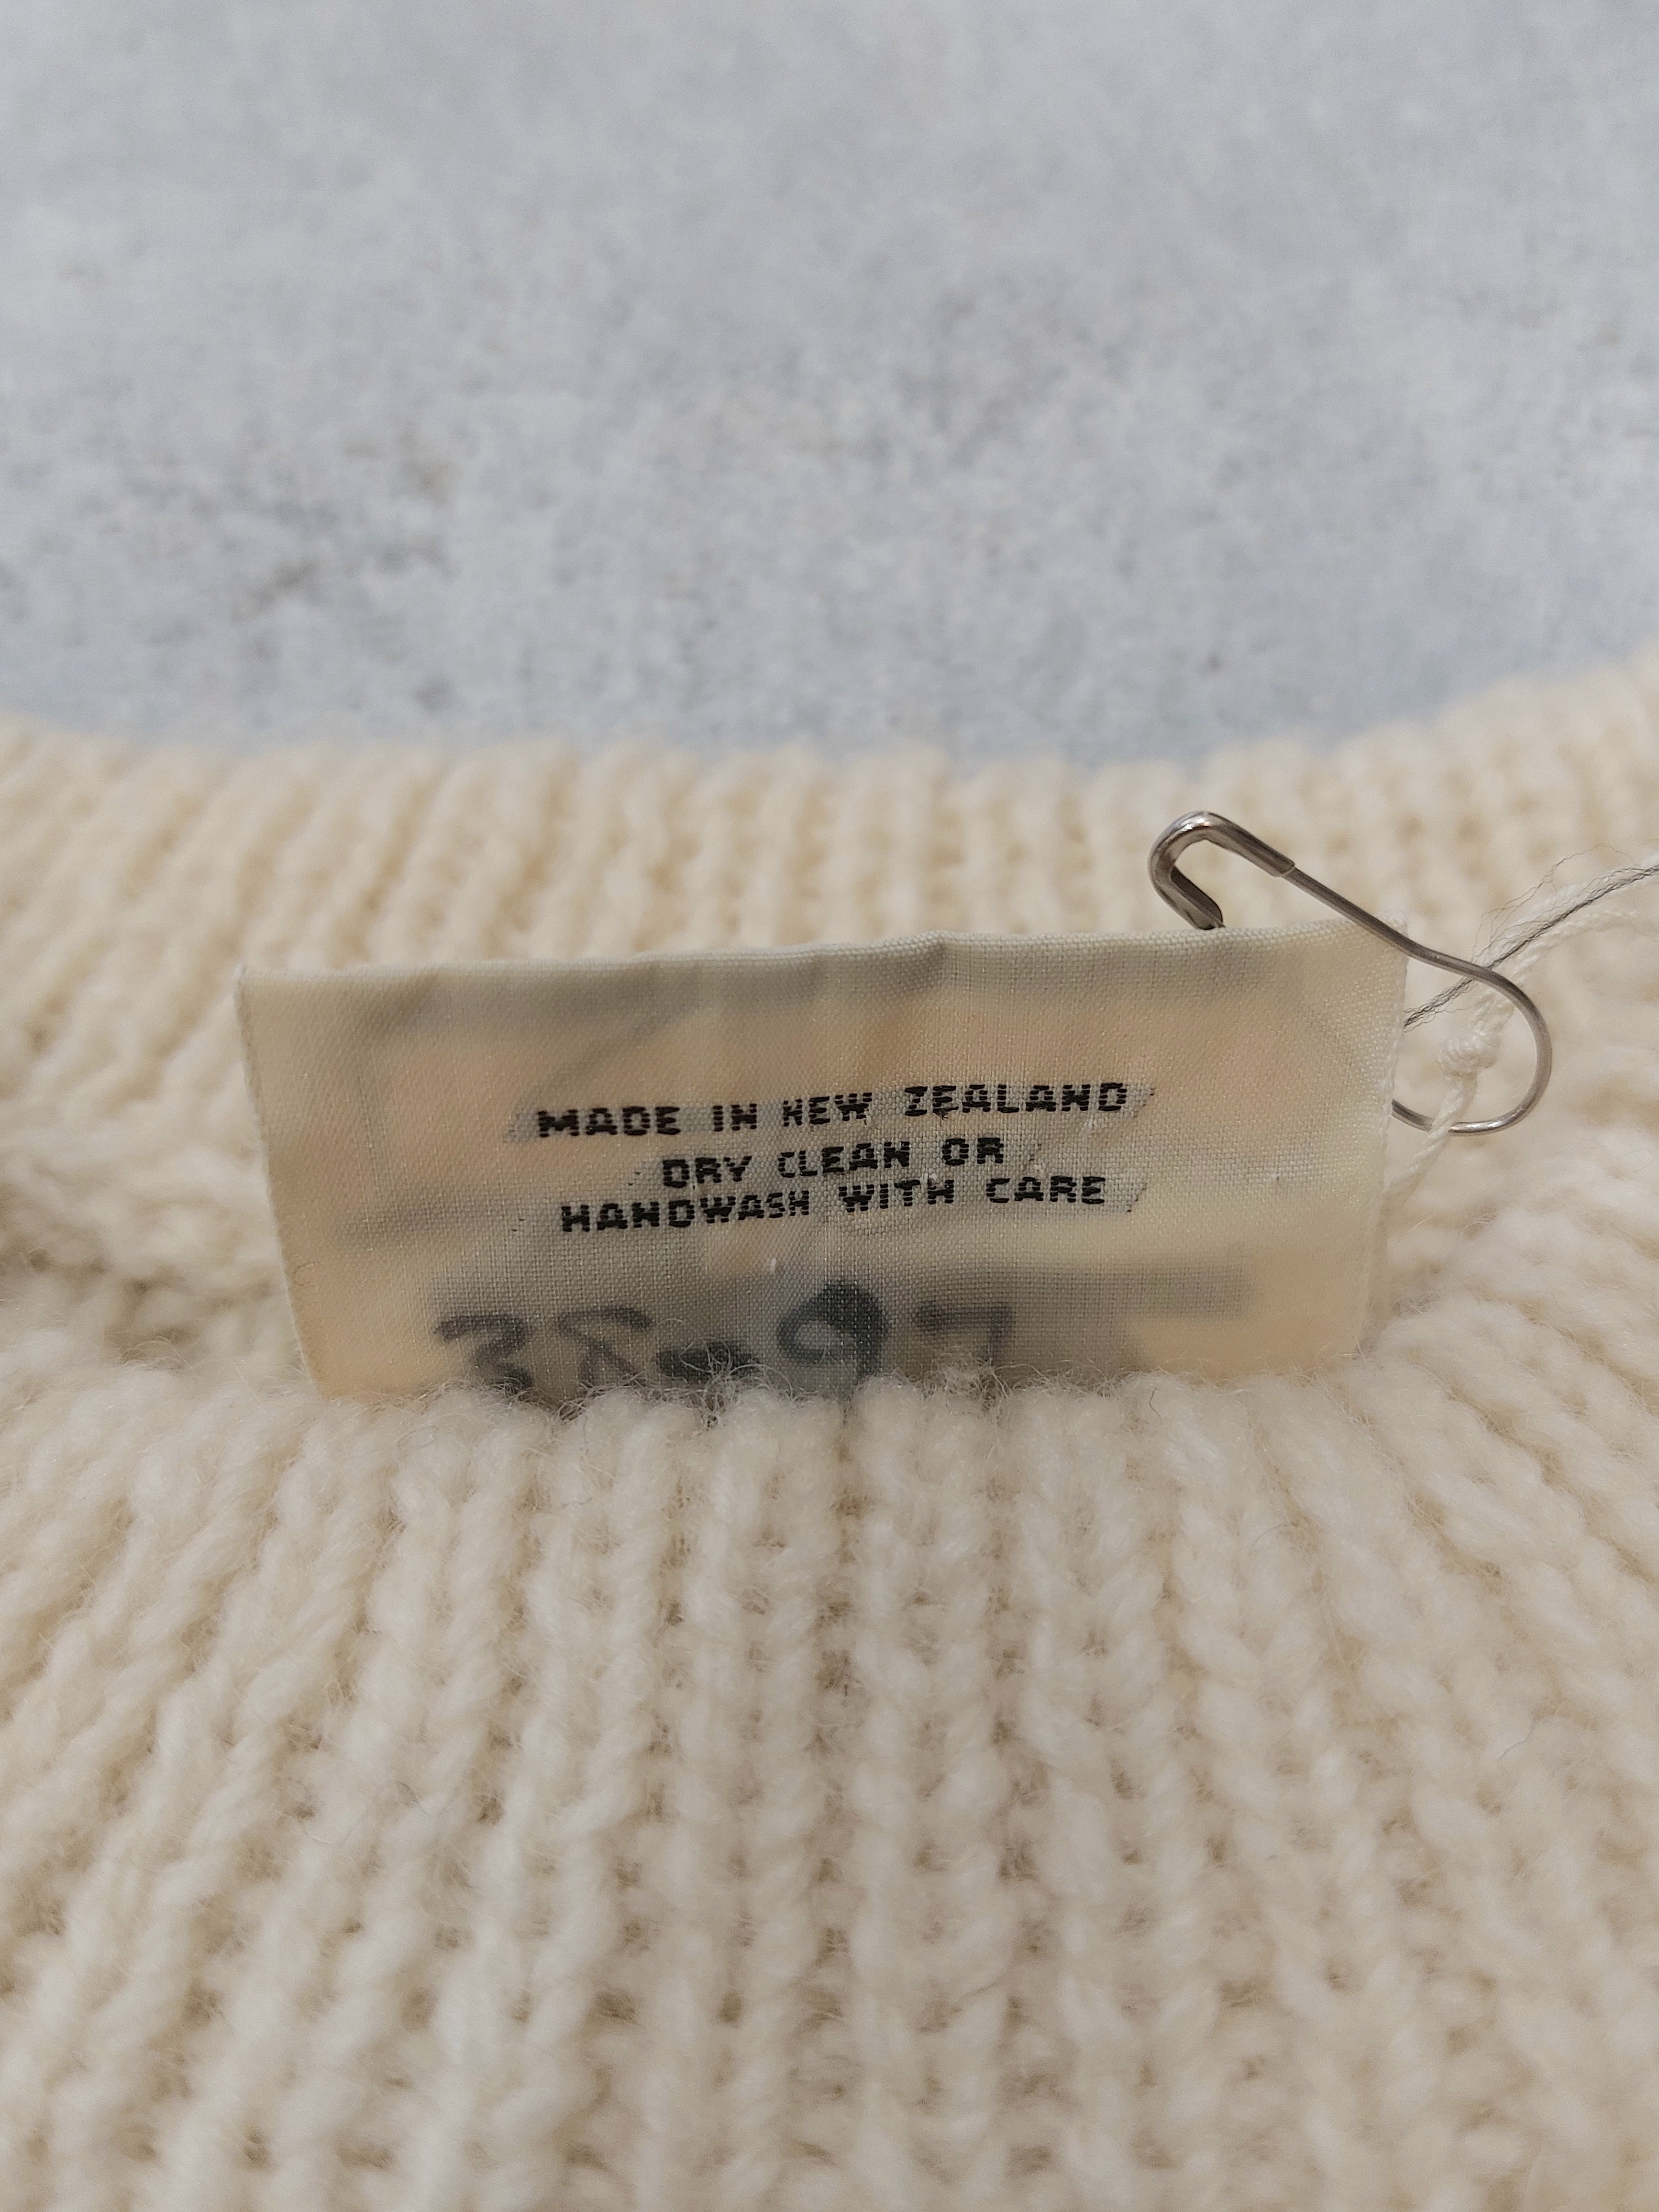 MADE IN NEW ZEALAND
DRY CLEAN OR
HANDWASH WITH CARE